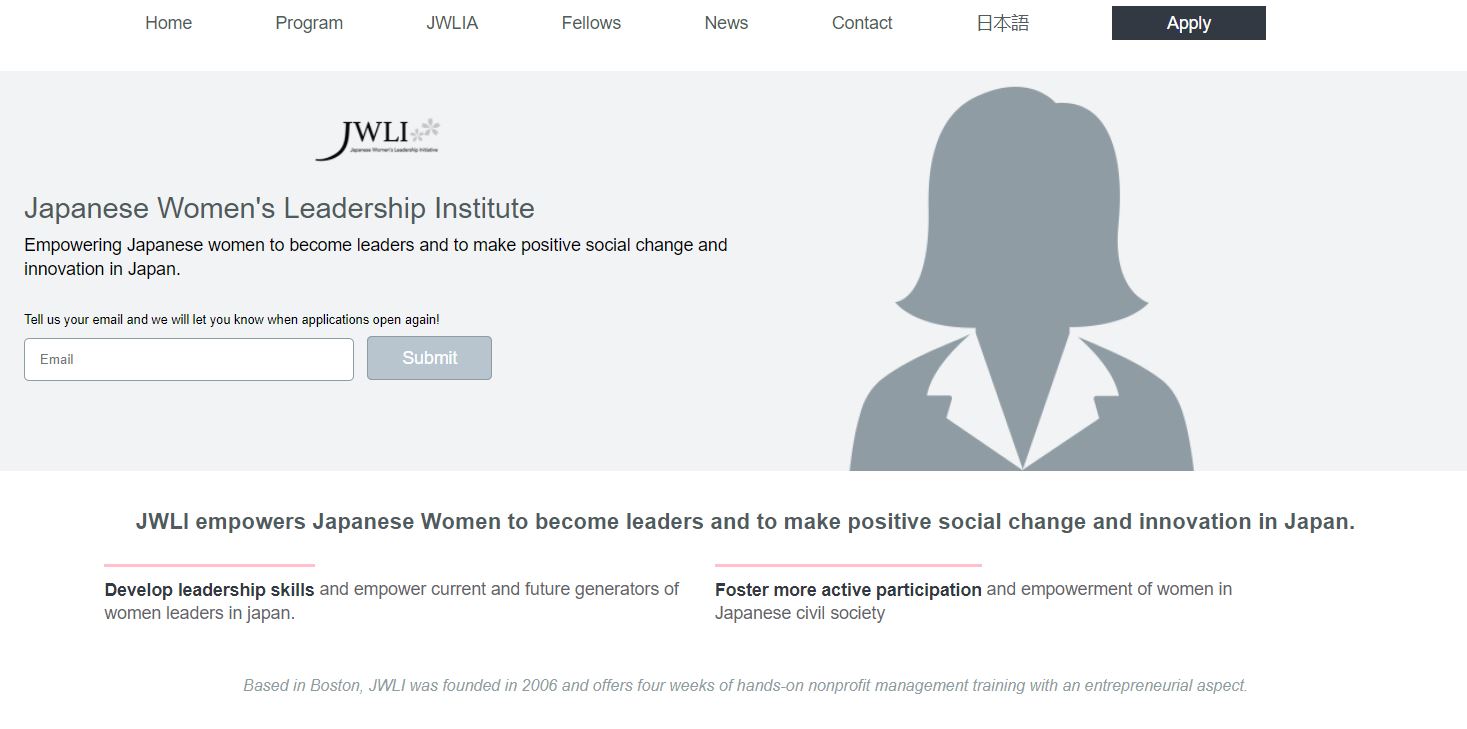 Home Program JWLIA Fellows News Contact 日本語 Apply
JWLI
Japanese Women's Leadership Initiative
Japanese Women's Leadership Institute
Empowering Japanese women to become leaders and to make positive social change and
innovation in Japan.
Tell us your email and we will let you know when applications open again!
Email Submit
JWLI empowers Japanese Women to become leaders and to make positive social change and innovation in Japan.
Develop leadership skills and empower current and future generators of
women leaders in japan.
Foster more active participation and empowerment of women in
Japanese civil society
Based in Boston, JWLI was founded in 2006 and offers four weeks of hands-on nonprofit management training with an entrepreneurial aspect.